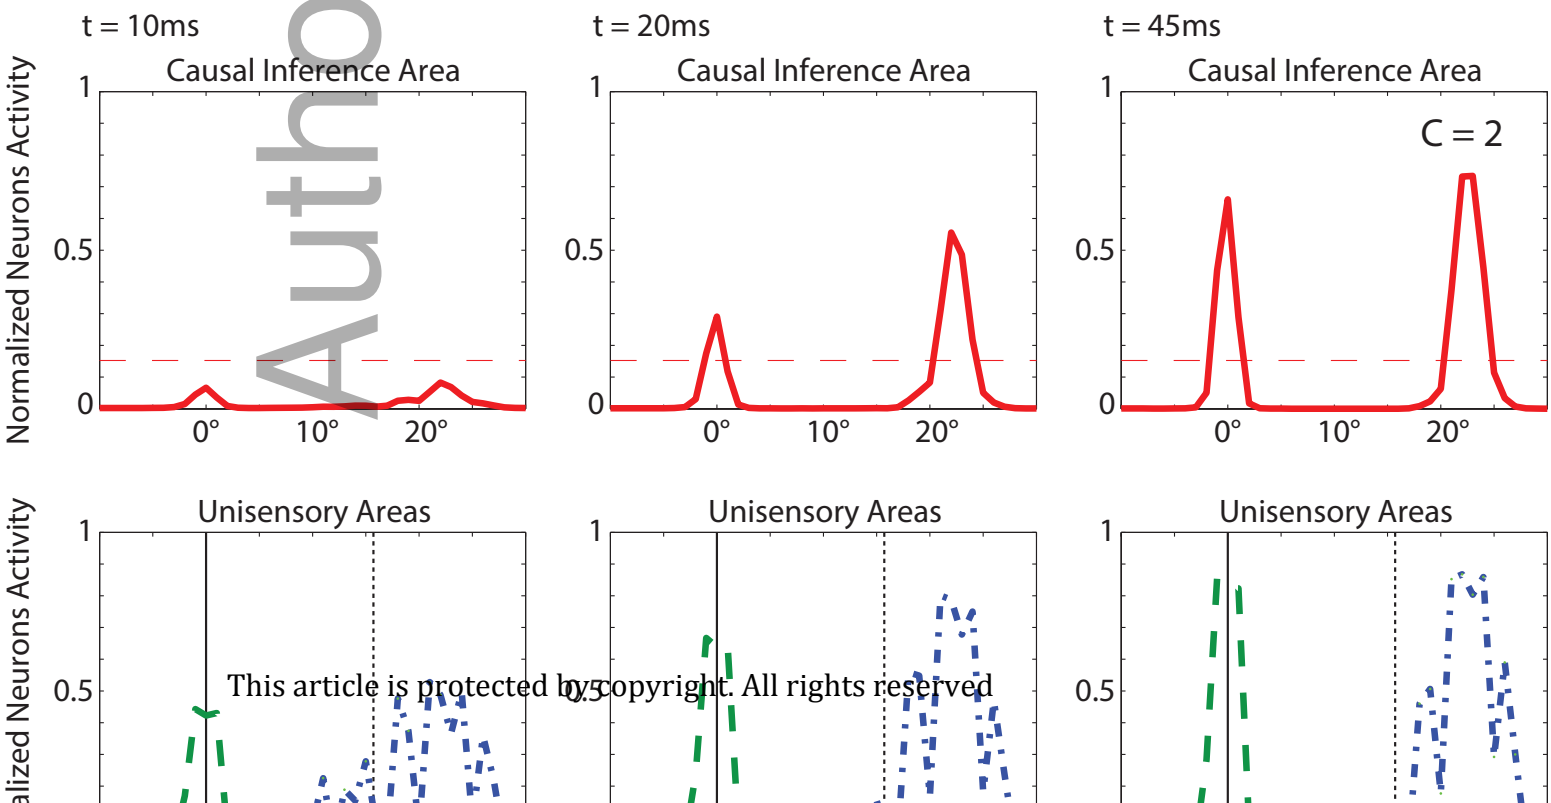 t = 10ms
t = 20ms
t = 45ms
Causal Inference Area
Causal Inference Area
Causal Inference Area
Normalized Neurons Activity
1
0.5
0
0°
10°
20°
1
0.5
0
0°
10°
20°
1
0.5
0
0°
10°
20°
C = 2
Autho
Unisensory Areas
Unisensory Areas
Unisensory Areas
alized Neurons Activity
1
0.5
1
0.5
1
0.5
This article is protected by copyright. All rights reserved